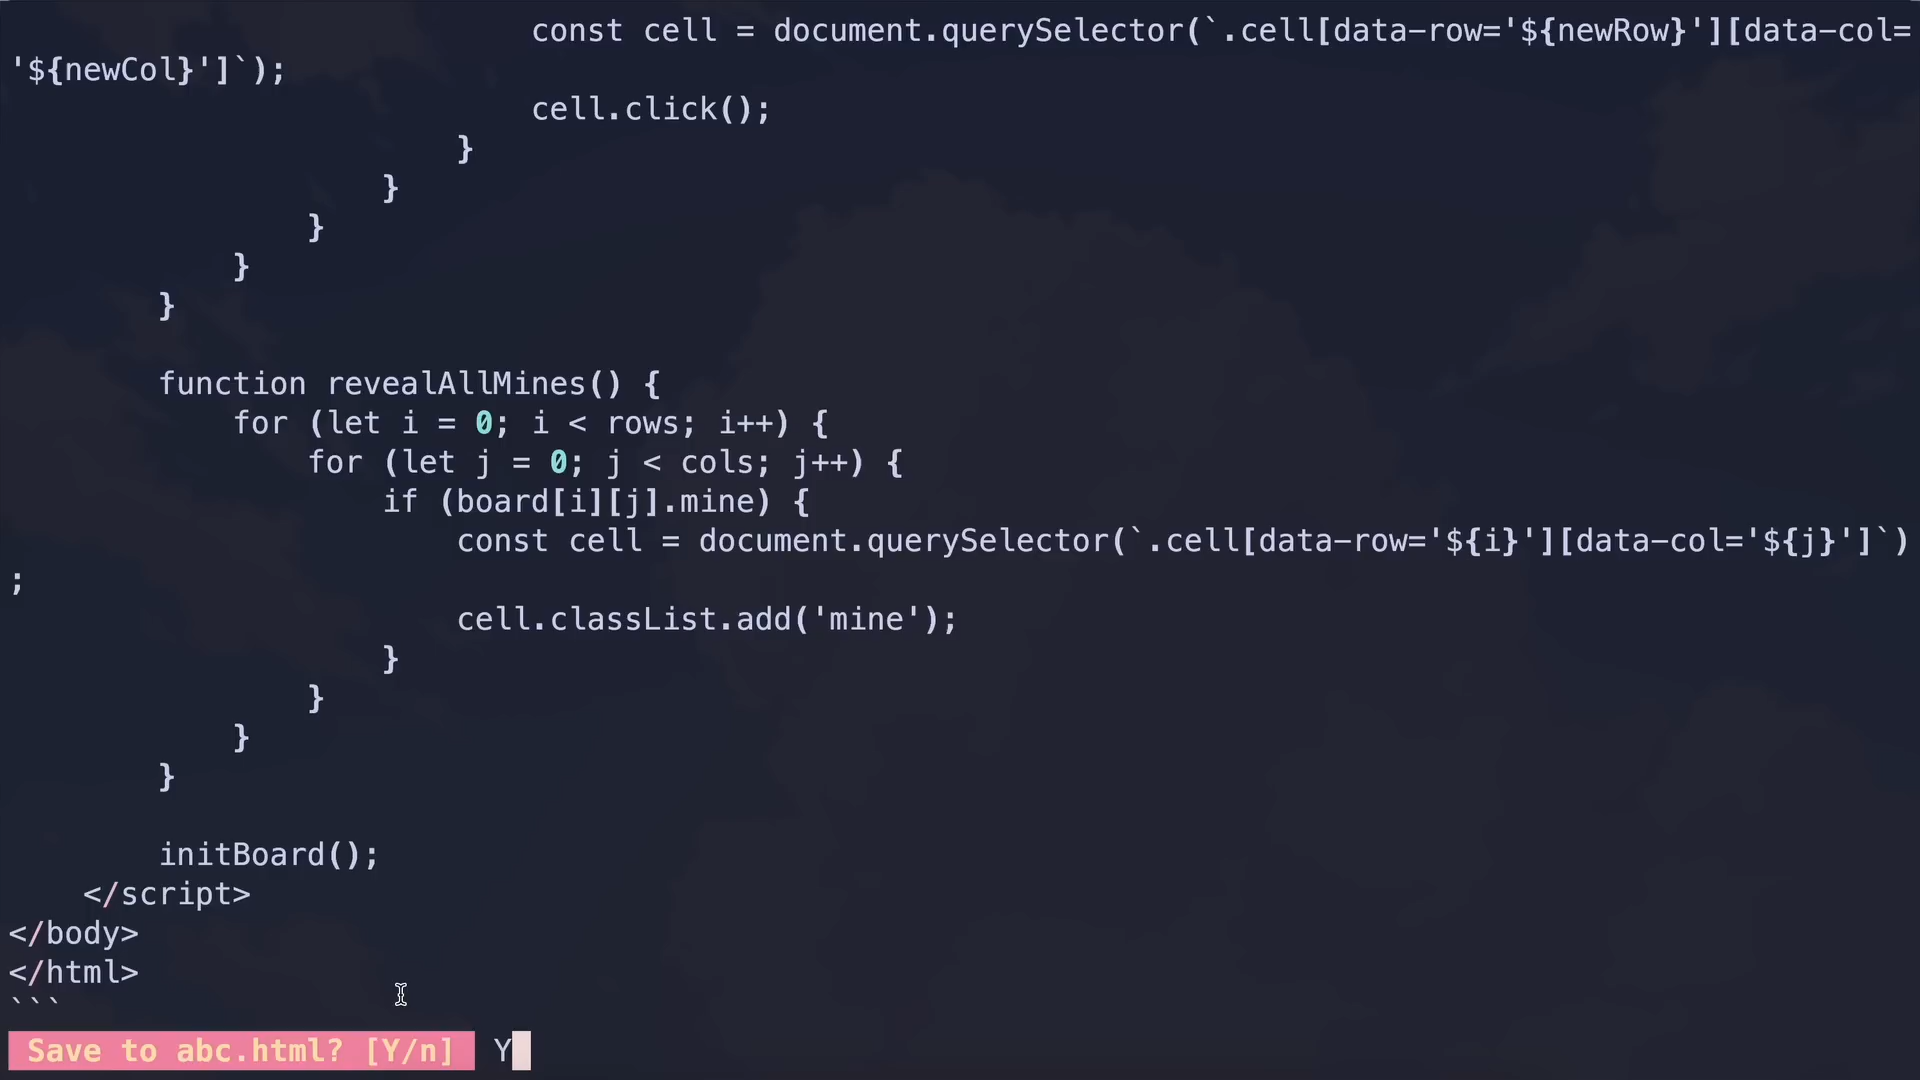 const cell = document.querySelector(`.cell[data-row='${newRow}'][data-col=
'${newCol}']`);
                            cell.click();
                        }
                    }
                }
            }
        }

        function revealAllMines() {
            for (let i = 0; i < rows; i++) {
                for (let j = 0; j < cols; j++) {
                    if (board[i][j].mine) {
                        const cell = document.querySelector(`.cell[data-row='${i}'][data-col='${j}']`)
;
                        cell.classList.add('mine');
                    }
                }
            }
        }

        initBoard();
    </script>
</body>
</html>
```
Save to abc.html? [Y/n] Y